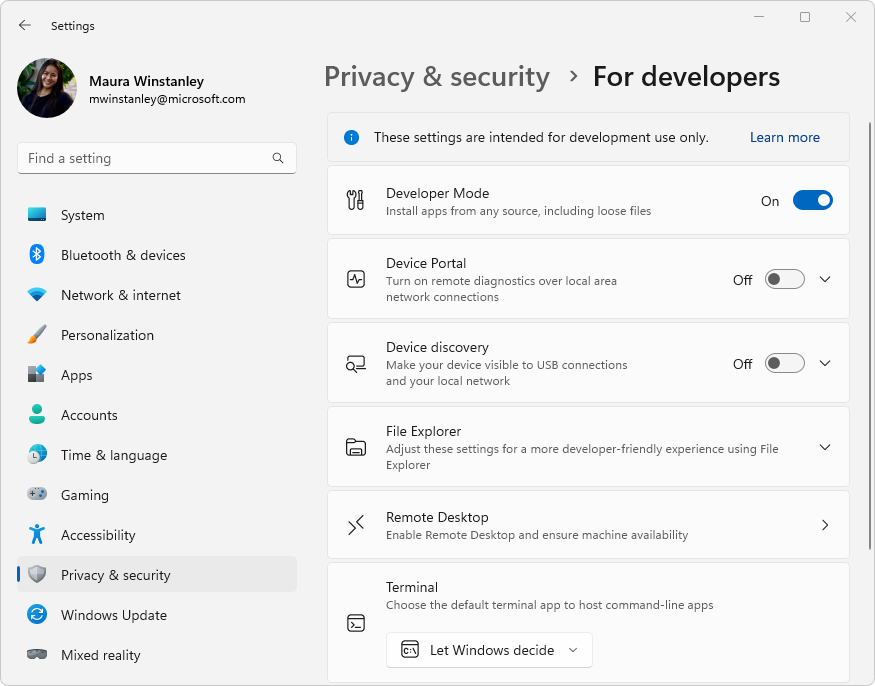 Settings
Maura Winstanley
mwinstanley@microsoft.com
Find a setting
System
Bluetooth & devices
Network & internet
Personalization
Apps
Accounts
Time & language
Gaming
Accessibility
Privacy & security
Windows Update
Mixed reality
Privacy & security > For developers
These settings are intended for development use only. Learn more
Developer Mode
Install apps from any source, including loose files
On
Device Portal
Turn on remote diagnostics over local area
network connections
Off
Device discovery
Make your device visible to USB connections
and your local network
Off
File Explorer
Adjust these settings for a more developer-friendly experience using File
Explorer
Remote Desktop
Enable Remote Desktop and ensure machine availability
Terminal
Choose the default terminal app to host command-line apps
Let Windows decide